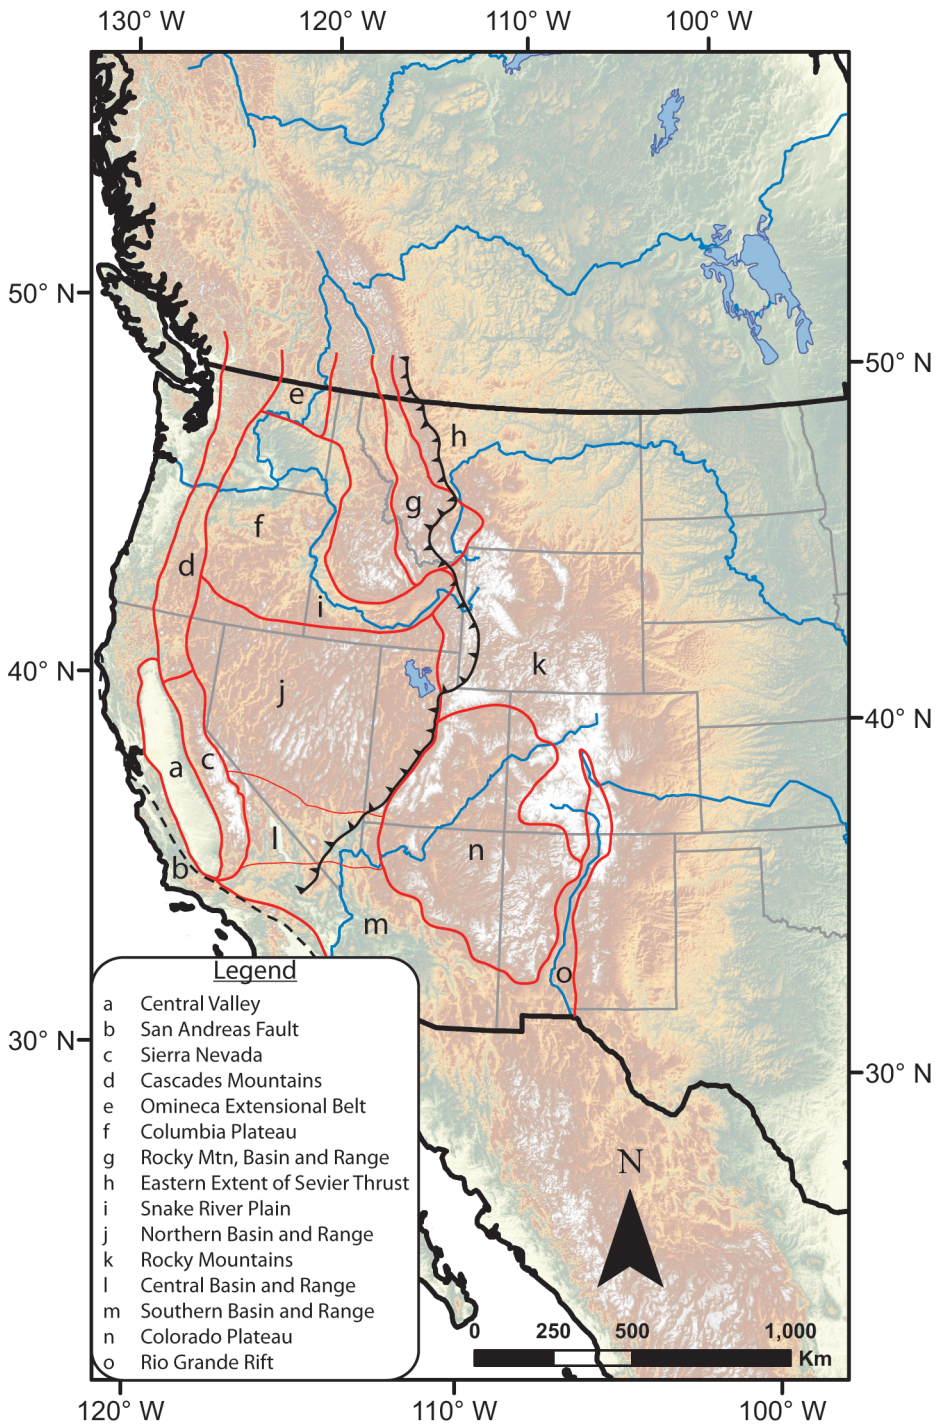 130° W 120° W 110° W 100° W
50° N
50° N
e
h
g
f
d
i
k
40° N
j
40° N
c
a
l
n
b
m
o
Legend
a Central Valley
b San Andreas Fault
c Sierra Nevada
d Cascades Mountains
e Omineca Extensional Belt
f Columbia Plateau
g Rocky Mtn, Basin and Range
h Eastern Extent of Sevier Thrust
i Snake River Plain
j Northern Basin and Range
k Rocky Mountains
l Central Basin and Range
m Southern Basin and Range
n Colorado Plateau
o Rio Grande Rift
30° N
30° N
N
0 250 500 1,000
Km
120° W 110° W 100° W